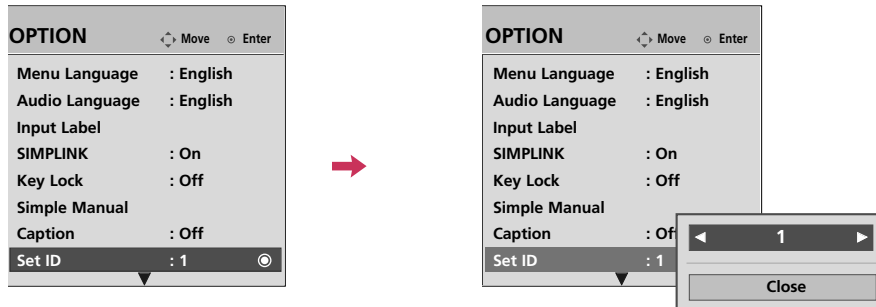 OPTION Move Enter
Menu Language : English
Audio Language : English
Input Label
SIMPLINK : On
Key Lock : Off
Simple Manual
Caption : Off
Set ID : 1
OPTION Move Enter
Menu Language : English
Audio Language : English
Input Label
SIMPLINK : On
Key Lock : Off
Simple Manual
Caption : Of
Set ID : 1
◀ 1 ▶
Close